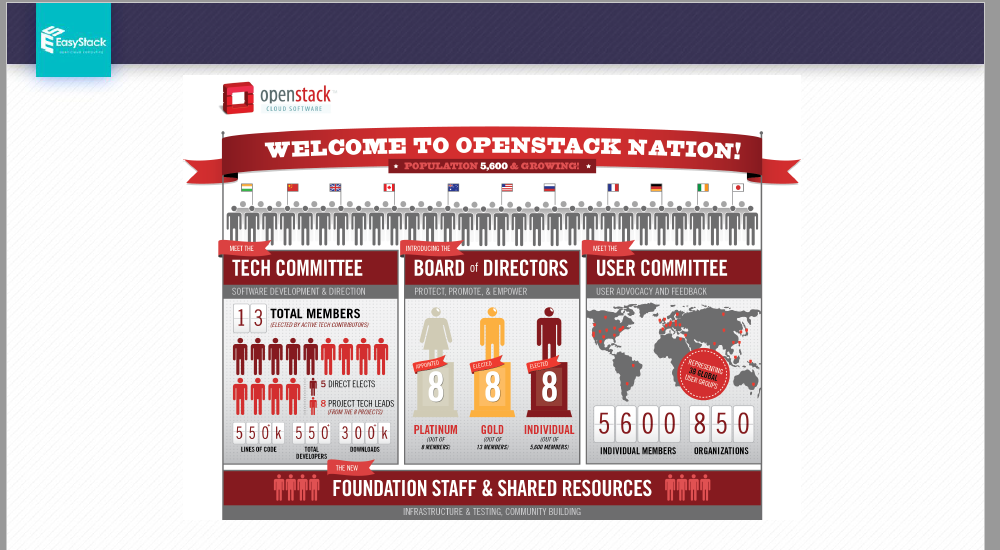 EasyStack
openstack
CLOUD SOFTWARE
WELCOME TO OPENSTACK NATION!
★ POPULATION 5,600 & GROWING! ★
MEET THE
TECH COMMITTEE
SOFTWARE DEVELOPMENT & DIRECTION
13 TOTAL MEMBERS
(ELECTED BY ACTIVE TECH CONTRIBUTORS)
5 DIRECT ELECTS
8 PROJECT TECH LEADS
(FROM THE 8 PROJECTS)
550k 550 300k
LINES OF CODE TOTAL DEVELOPERS DOWNLOADS
INTRODUCING THE
BOARD of DIRECTORS
PROTECT, PROMOTE, & EMPOWER
APPOINTED ELECTED ELECTED
8 8 8
PLATINUM GOLD INDIVIDUAL
(OUT OF (OUT OF (OUT OF
8 MEMBERS) 13 MEMBERS) 5,600 MEMBERS)
MEET THE
USER COMMITTEE
USER ADVOCACY AND FEEDBACK
REPRESENTING
38 GLOBAL
USER GROUPS
5600 850
INDIVIDUAL MEMBERS ORGANIZATIONS
THE NEW
FOUNDATION STAFF & SHARED RESOURCES
INFRASTRUCTURE & TESTING, COMMUNITY BUILDING